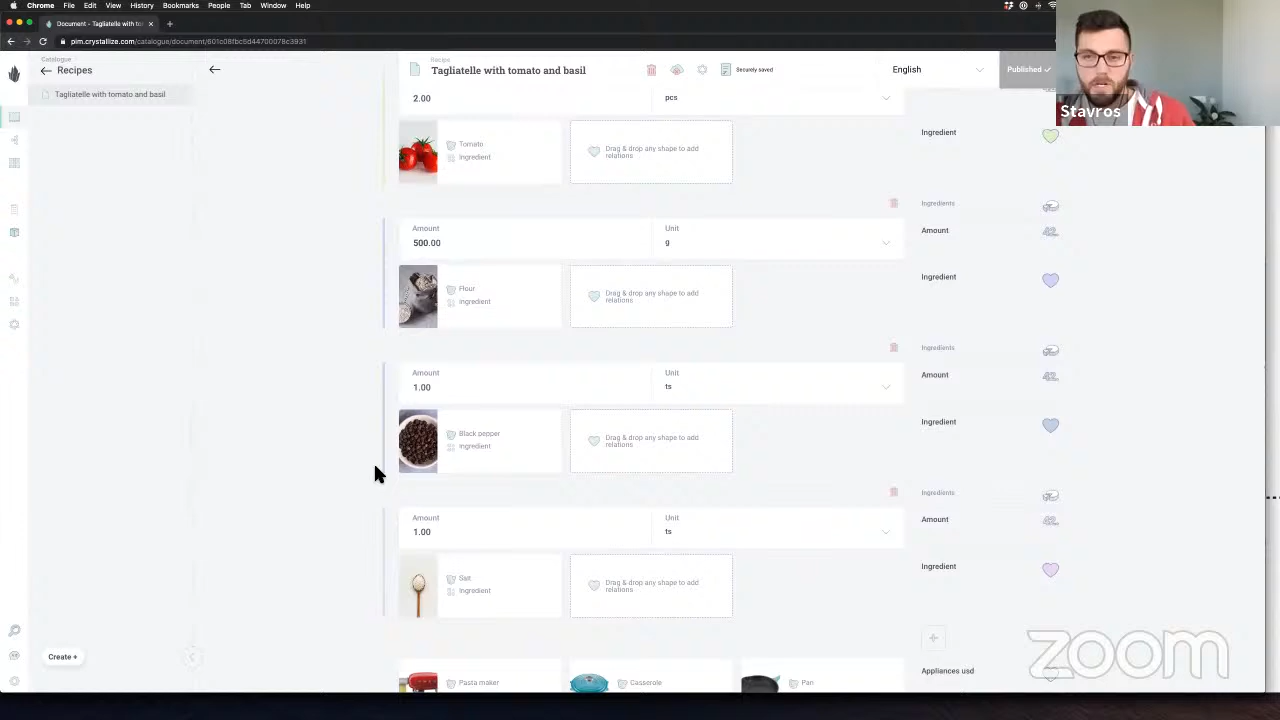 Chrome File Edit View History Bookmarks People Tab Window Help
Document - Tagliatelle with to
pim.crystallize.com/catalogue/document/601c08fbc6d44700078c3931
Catalogue
Recipes
Tagliatelle with tomato and basil
Recipe
Tagliatelle with tomato and basil
Securely saved
English
Published
Stavros
2.00
pcs
Tomato
Ingredient
Drag & drop any shape to add relations
Ingredient
Ingredients
Amount
500.00
Unit
g
Amount
Flour
Ingredient
Drag & drop any shape to add relations
Ingredient
Ingredients
Amount
1.00
Unit
ts
Amount
Black pepper
Ingredient
Drag & drop any shape to add relations
Ingredient
Ingredients
Amount
1.00
Unit
ts
Amount
Salt
Ingredient
Drag & drop any shape to add relations
Ingredient
Create +
Pasta maker
Casserole
Pan
Appliances usd
zoom